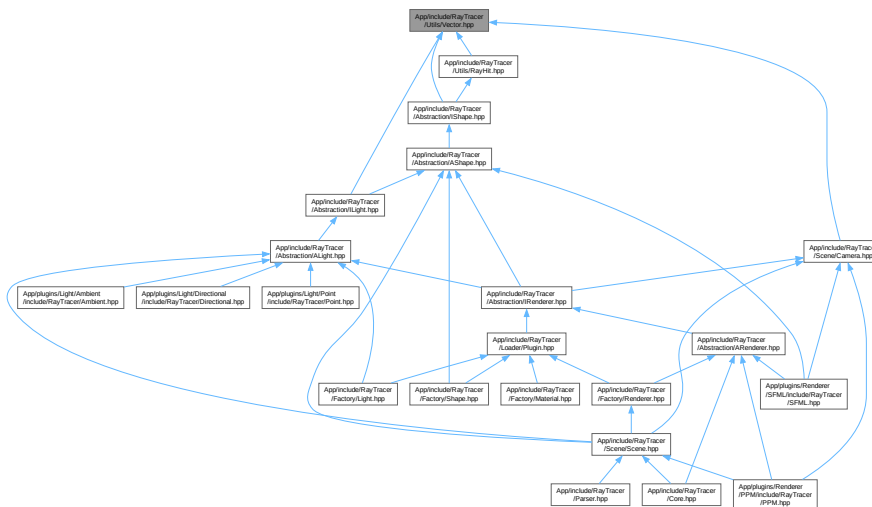 App/include/RayTracer
/Utils/Vector.hpp
App/include/RayTracer
/Utils/RayHit.hpp
App/include/RayTracer
/Abstraction/IShape.hpp
App/include/RayTracer
/Abstraction/AShape.hpp
App/include/RayTracer
/Abstraction/ILight.hpp
App/include/RayTracer
/Abstraction/ALight.hpp
App/include/RayTracer
/Scene/Camera.hpp
App/plugins/Light/Ambient
/include/RayTracer/Ambient.hpp
App/plugins/Light/Directional
/include/RayTracer/Directional.hpp
App/plugins/Light/Point
/include/RayTracer/Point.hpp
App/include/RayTracer
/Abstraction/IRenderer.hpp
App/include/RayTracer
/Loader/Plugin.hpp
App/include/RayTracer
/Abstraction/ARenderer.hpp
App/include/RayTracer
/Factory/Light.hpp
App/include/RayTracer
/Factory/Shape.hpp
App/include/RayTracer
/Factory/Material.hpp
App/include/RayTracer
/Factory/Renderer.hpp
App/plugins/Renderer
/SFML/include/RayTracer
/SFML.hpp
App/include/RayTracer
/Scene/Scene.hpp
App/include/RayTracer
/Parser.hpp
App/include/RayTracer
/Core.hpp
App/plugins/Renderer
/PPM/include/RayTracer
/PPM.hpp